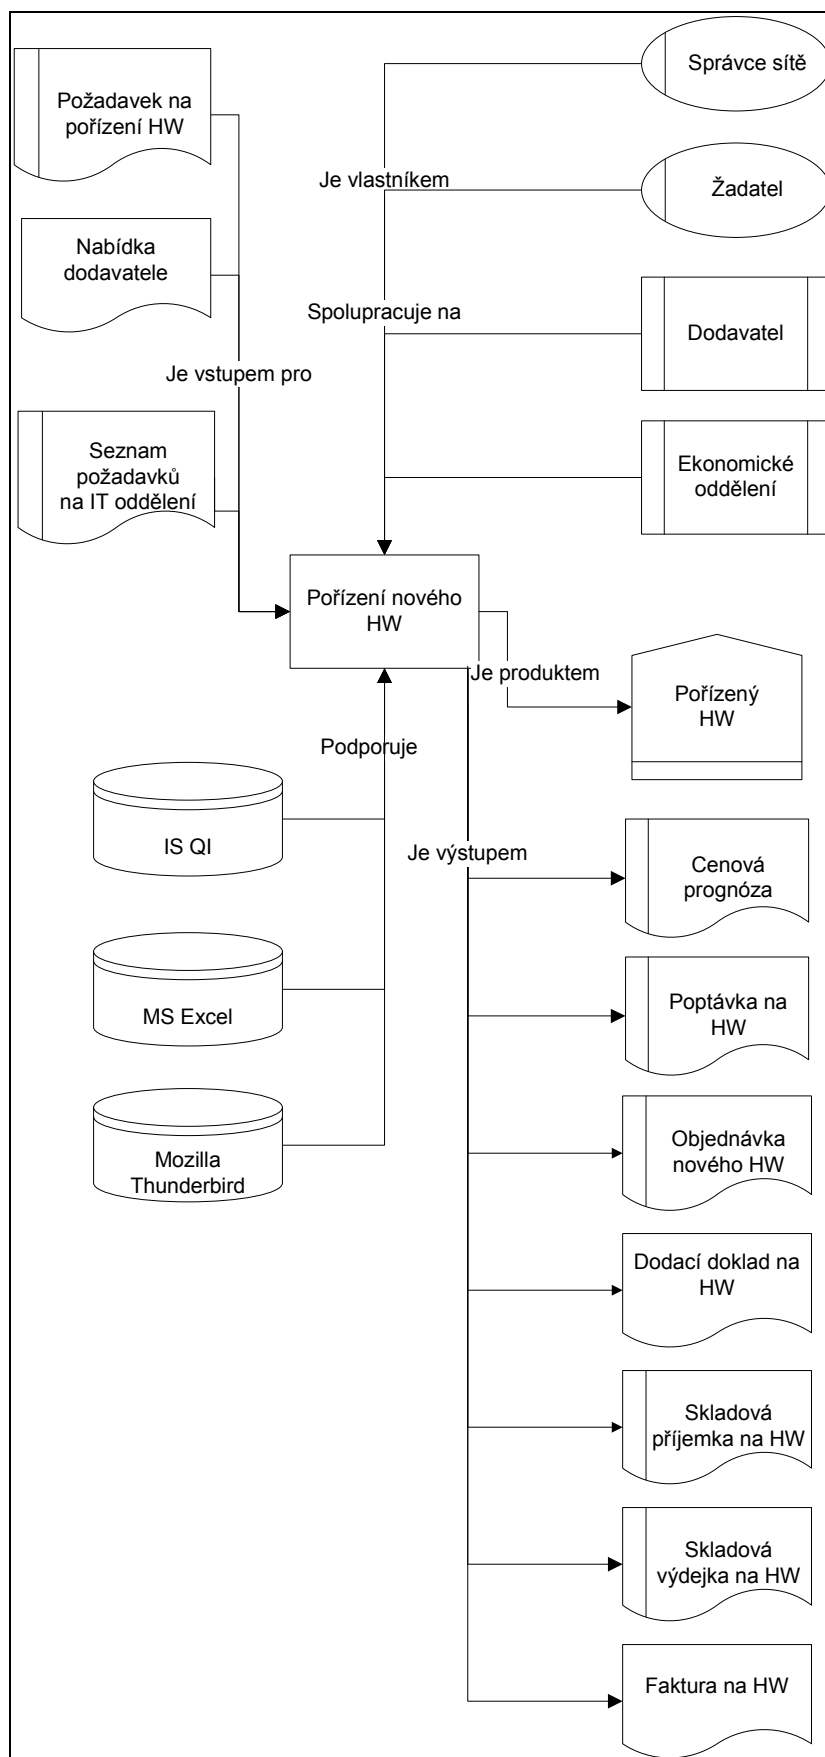 Požadavek na
pořízení HW
Nabídka
dodavatele
Je vstupem pro
Seznam
požadavků
na IT oddělení
Správce sítě
Je vlastníkem
Žadatel
Spolupracuje na
Dodavatel
Ekonomické
oddělení
Pořízení nového
HW
Je produktem
Pořízený
HW
Podporuje
IS QI
MS Excel
Mozilla
Thunderbird
Je výstupem
Cenová
prognóza
Poptávka na
HW
Objednávka
nového HW
Dodací doklad na
HW
Skladová
příjemka na HW
Skladová
výdejka na HW
Faktura na HW